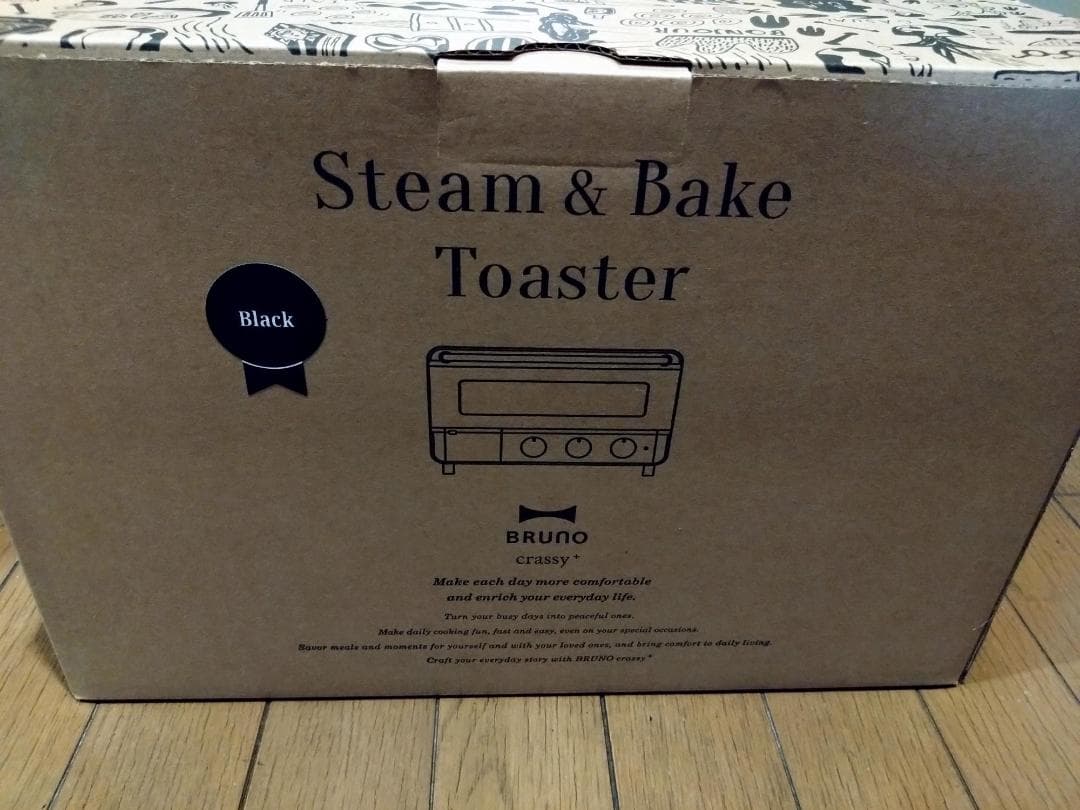 BONJOUR
Steam & Bake
Toaster
Black
BRUNO
crassy+
Make each day more comfortable
and enrich your everyday life.
Turn your busy days into peaceful ones.
Make daily cooking fun, fast and easy, even on your special occasions.
Savor meals and moments for yourself and with your loved ones, and bring comfort to daily living.
Craft your everyday story with BRUNO crassy+